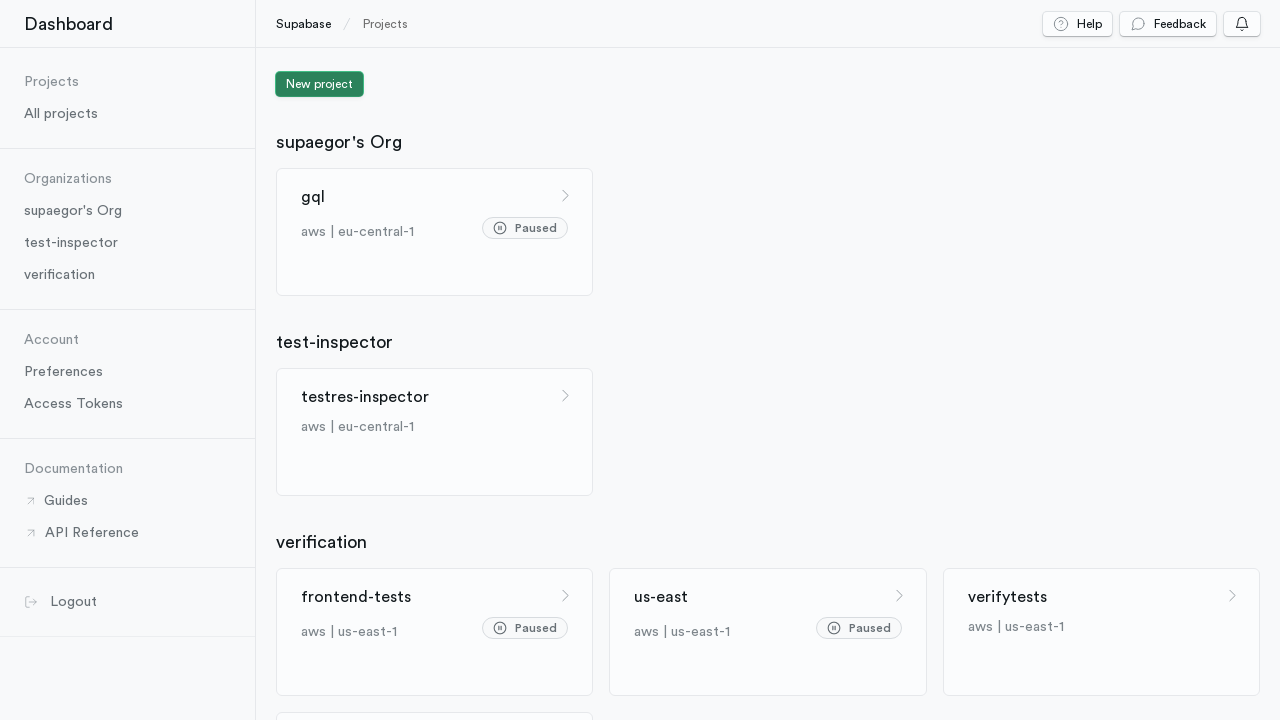 Dashboard
Supabase / Projects
Help
Feedback
Projects
All projects
Organizations
supaegor's Org
test-inspector
verification
Account
Preferences
Access Tokens
Documentation
Guides
API Reference
Logout
New project
supaegor's Org
gql
aws | eu-central-1
Paused
test-inspector
testres-inspector
aws | eu-central-1
verification
frontend-tests
aws | us-east-1
Paused
us-east
aws | us-east-1
Paused
verifytests
aws | us-east-1